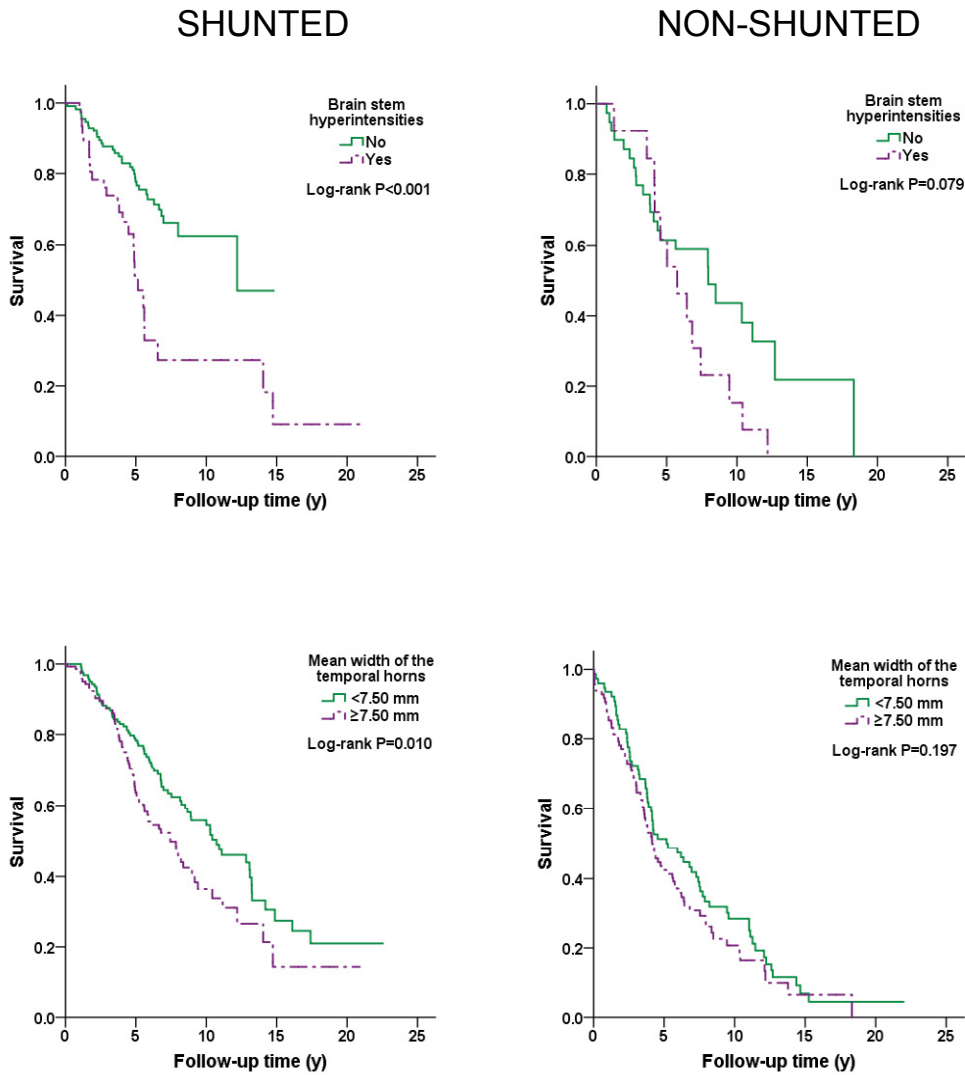 SHUNTED
NON-SHUNTED
Brain stem
hyperintensities
No
Yes
Log-rank P<0.001
Survival
1.0
0.8
0.6
0.4
0.2
0.0
0 5 10 15 20 25
Follow-up time (y)
Brain stem
hyperintensities
No
Yes
Log-rank P=0.079
Survival
1.0
0.8
0.6
0.4
0.2
0.0
0 5 10 15 20 25
Follow-up time (y)
Mean width of the
temporal horns
<7.50 mm
≥7.50 mm
Log-rank P=0.010
Survival
1.0
0.8
0.6
0.4
0.2
0.0
0 5 10 15 20 25
Follow-up time (y)
Mean width of the
temporal horns
<7.50 mm
≥7.50 mm
Log-rank P=0.197
Survival
1.0
0.8
0.6
0.4
0.2
0.0
0 5 10 15 20 25
Follow-up time (y)